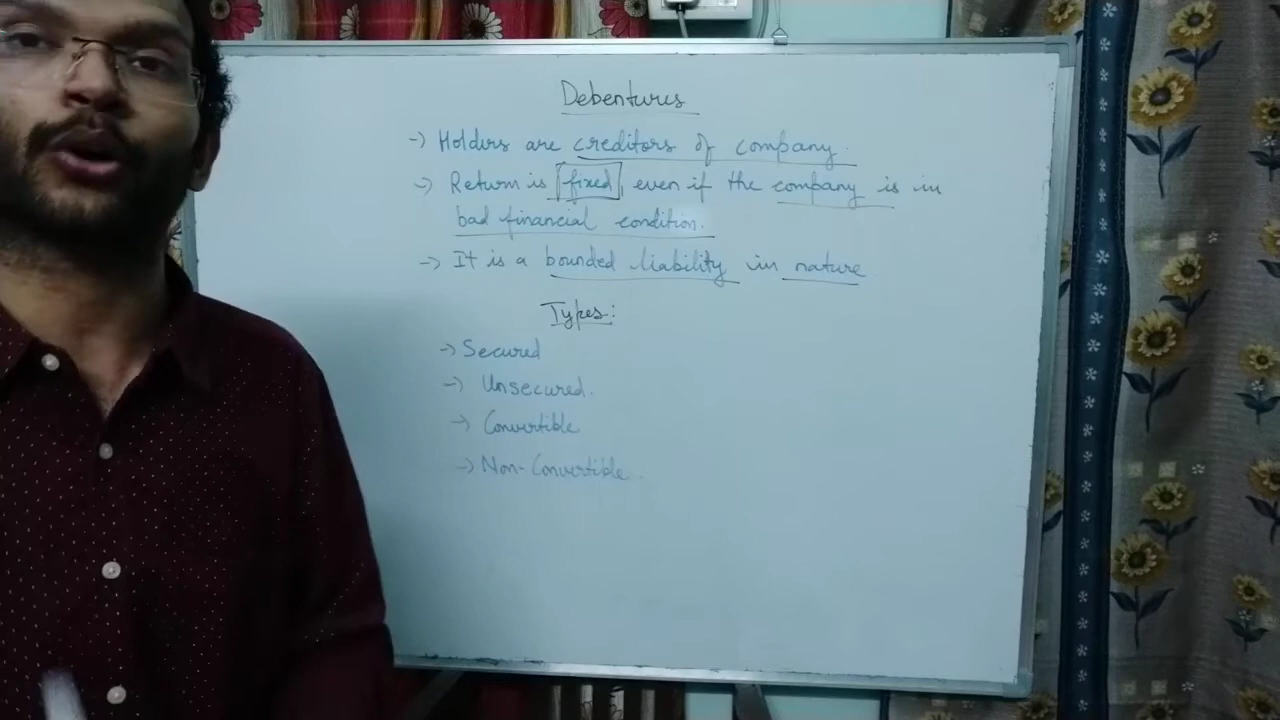 Debentures
-> Holders are creditors of company.
-> Return is fixed, even if the company is in
bad financial condition.
-> It is a bounded liability in nature
Types:
-> Secured
-> Unsecured.
-> Convertible
-> Non-Convertible.